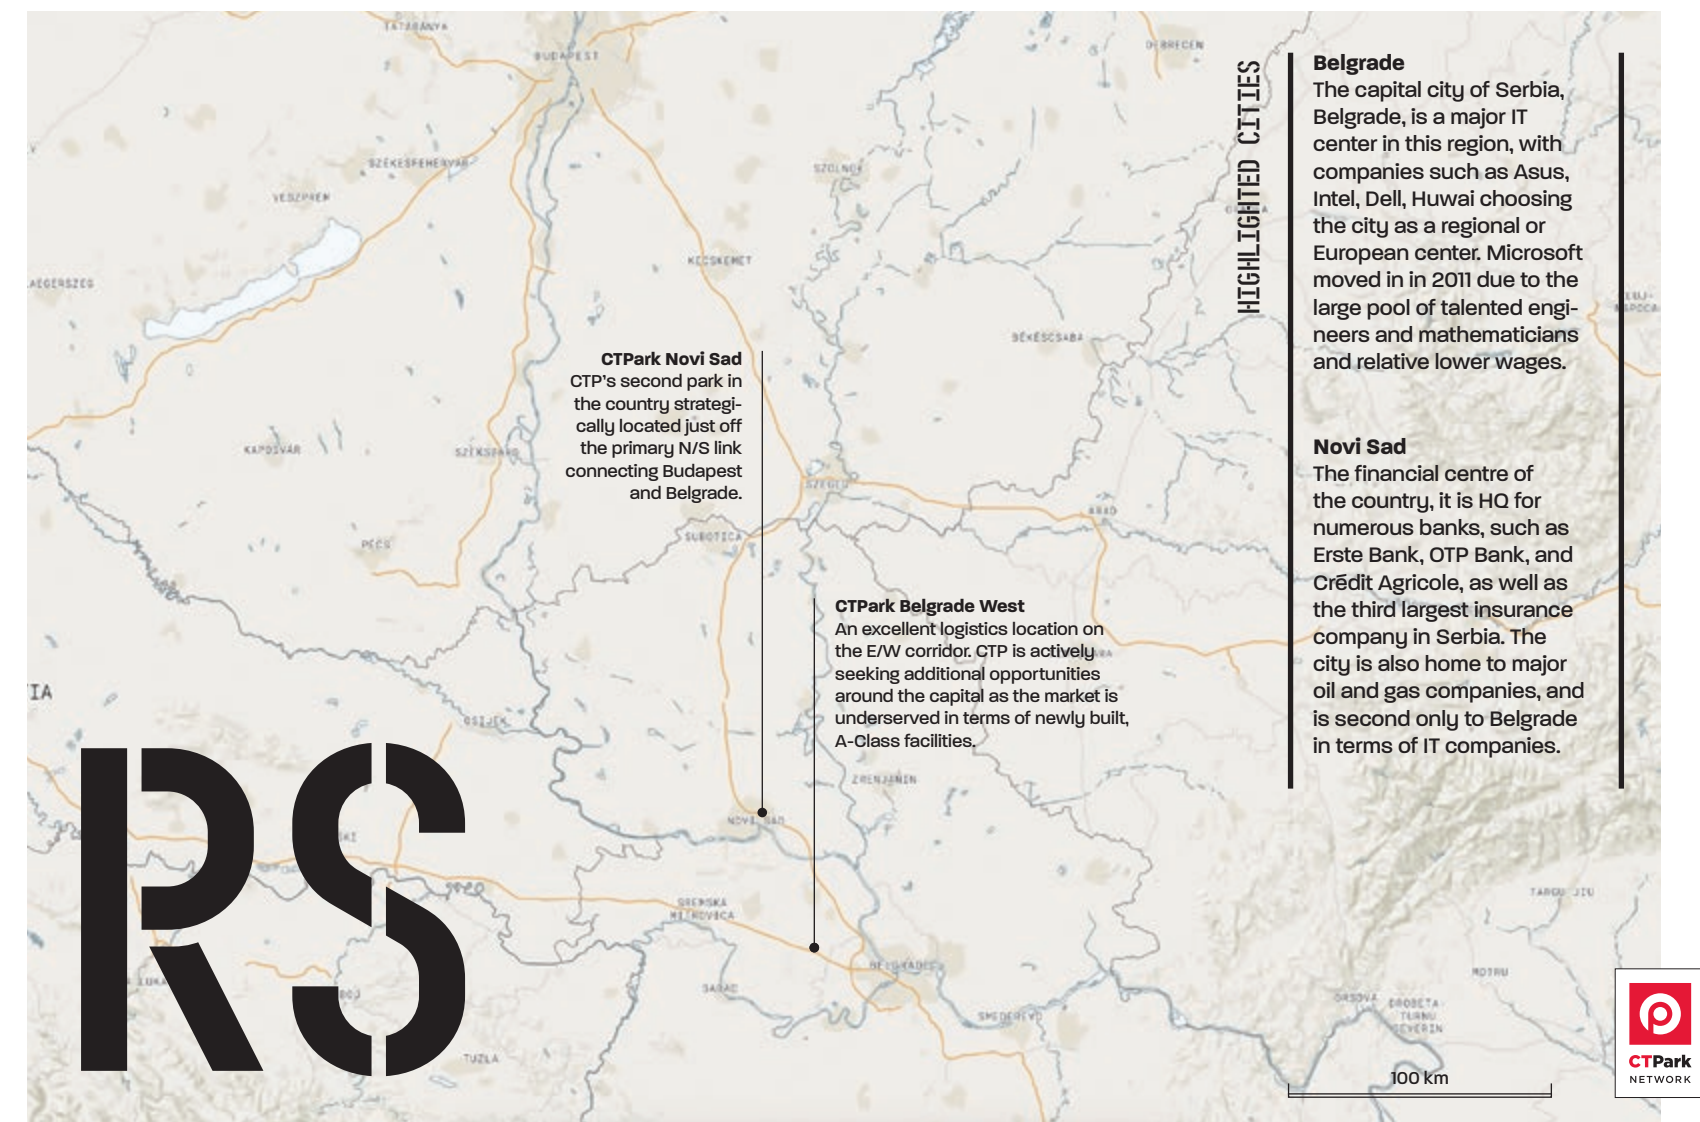 TATABÁNYA
BUDAPEST
DEBRECEN
SZÉKESFEHÉRVÁR
VESZPRÉM
SZOLNOK
KECSKEMÉT
BÉKÉSCSABA
KAPOSVÁR
PÉCS
SZEGED
SUBOTICA
ARAD
OSIJEK
ZRENJANIN
NOVI SAD
SREMSKA
MITROVICA
BELGRADE
ŠABAC
SMEDEREVO
TUZLA
TARGU JIU
MOTRU
ORSOVA
DROBETA-
TURNU
SEVERIN
HIGHLIGHTED CITIES
Belgrade
The capital city of Serbia,
Belgrade, is a major IT
center in this region, with
companies such as Asus,
Intel, Dell, Huwai choosing
the city as a regional or
European center. Microsoft
moved in in 2011 due to the
large pool of talented engi-
neers and mathematicians
and relative lower wages.
Novi Sad
The financial centre of
the country, it is HQ for
numerous banks, such as
Erste Bank, OTP Bank, and
Crēdit Agricole, as well as
the third largest insurance
company in Serbia. The
city is also home to major
oil and gas companies, and
is second only to Belgrade
in terms of IT companies.
CTPark Novi Sad
CTP's second park in
the country strategi-
cally located just off
the primary N/S link
connecting Budapest
and Belgrade.
CTPark Belgrade West
An excellent logistics location on
the E/W corridor. CTP is actively
seeking additional opportunities
around the capital as the market is
underserved in terms of newly built,
A-Class facilities.
RS
100 km
CTPark
NETWORK